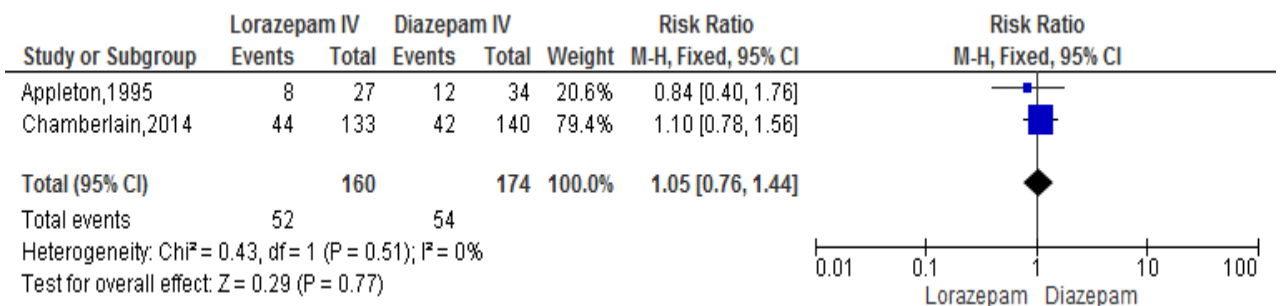 Lorazepam IV Diazepam IV Risk Ratio Risk Ratio
Study or Subgroup Events Total Events Total Weight M-H, Fixed, 95% CI M-H, Fixed, 95% CI
Appleton,1995 8 27 12 34 20.6% 0.84 [0.40, 1.76]
Chamberlain,2014 44 133 42 140 79.4% 1.10 [0.78, 1.56]
Total (95% CI) 160 174 100.0% 1.05 [0.76, 1.44]
Total events 52 54
Heterogeneity: Chi² = 0.43, df = 1 (P = 0.51); I² = 0%
Test for overall effect: Z = 0.29 (P = 0.77)
0.01 0.1 1 10 100
Lorazepam Diazepam